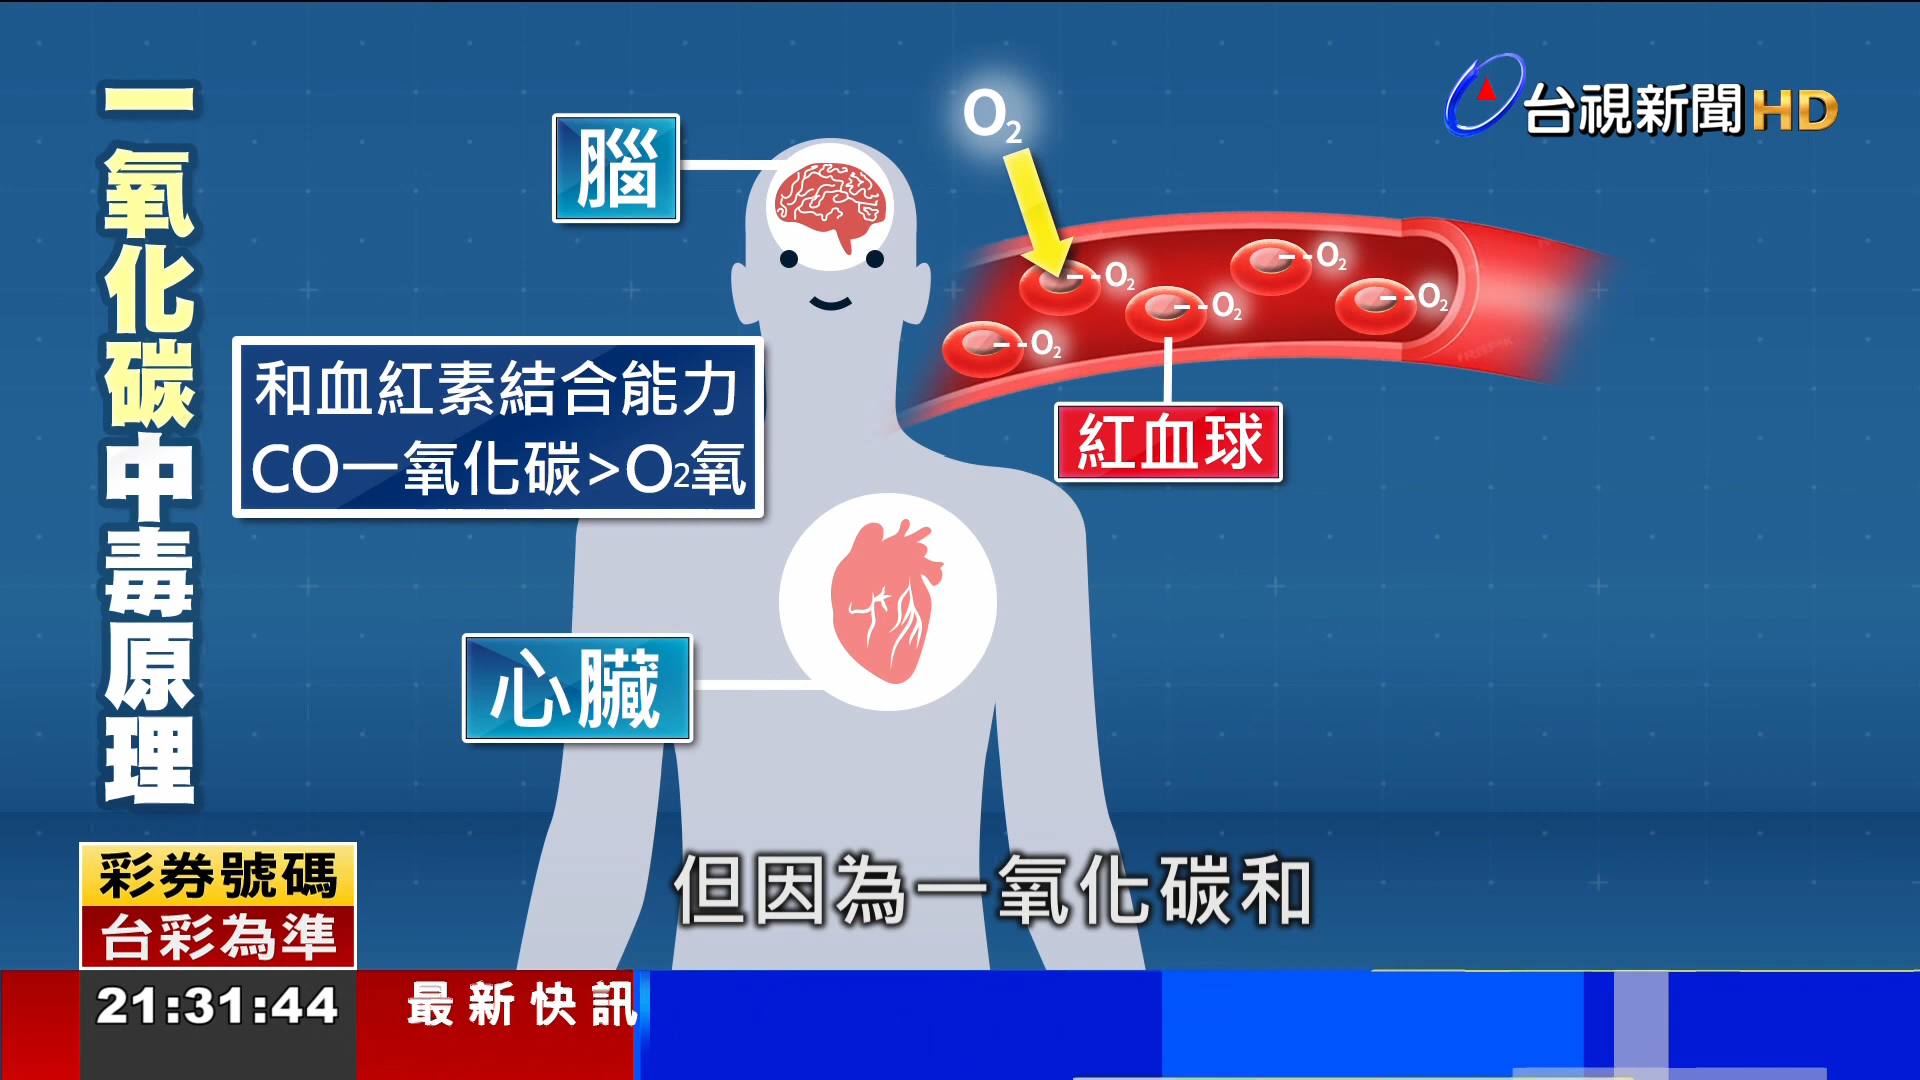 一氧化碳中毒原理
腦
O₂
台視新聞HD
--O₂
--O₂
--O₂
--O₂
--O₂
和血紅素結合能力
CO一氧化碳>O₂氧
紅血球
心臟
但因為一氧化碳和
彩券號碼
台彩為準
21:31:44
最新快訊